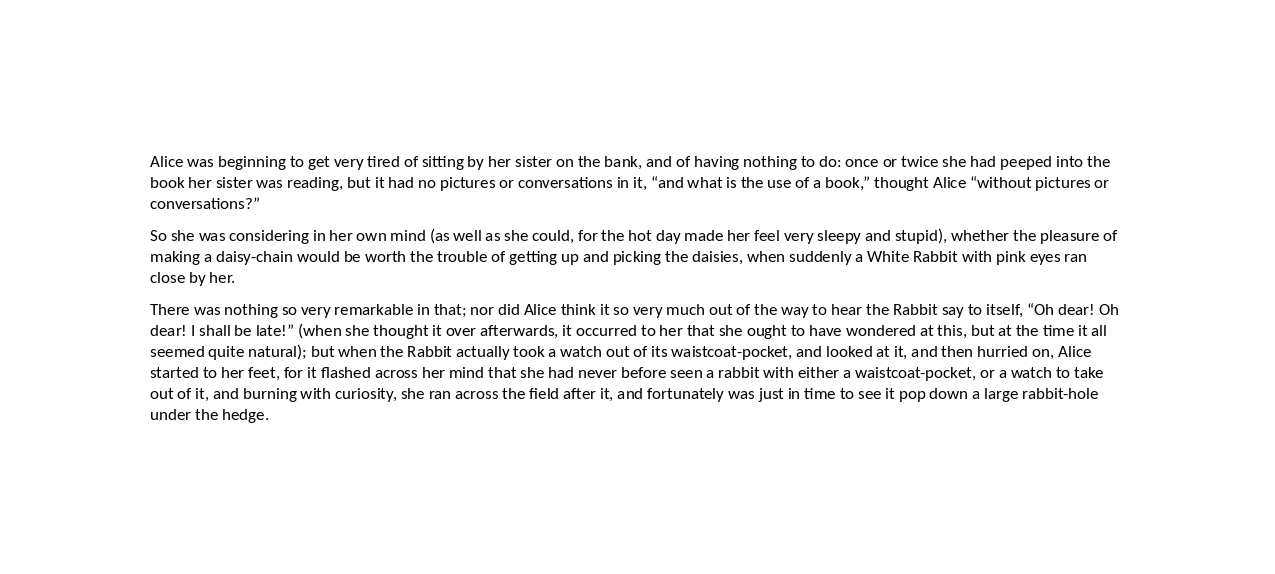 Alice was beginning to get very tired of sitting by her sister on the bank, and of having nothing to do: once or twice she had peeped into the
book her sister was reading, but it had no pictures or conversations in it, “and what is the use of a book,” thought Alice “without pictures or
conversations?”
So she was considering in her own mind (as well as she could, for the hot day made her feel very sleepy and stupid), whether the pleasure of
making a daisy-chain would be worth the trouble of getting up and picking the daisies, when suddenly a White Rabbit with pink eyes ran
close by her.
There was nothing so very remarkable in that; nor did Alice think it so very much out of the way to hear the Rabbit say to itself, “Oh dear! Oh
dear! I shall be late!” (when she thought it over afterwards, it occurred to her that she ought to have wondered at this, but at the time it all
seemed quite natural); but when the Rabbit actually took a watch out of its waistcoat-pocket, and looked at it, and then hurried on, Alice
started to her feet, for it flashed across her mind that she had never before seen a rabbit with either a waistcoat-pocket, or a watch to take
out of it, and burning with curiosity, she ran across the field after it, and fortunately was just in time to see it pop down a large rabbit-hole
under the hedge.